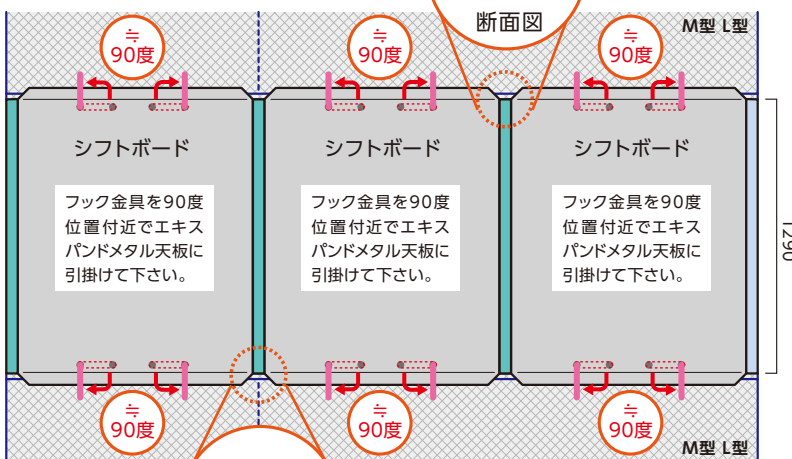 断面図
M型 L型
≒
90度
≒
90度
≒
90度
シフトボード
シフトボード
シフトボード
フック金具を90度
位置付近でエキス
パンドメタル天板に
引掛けて下さい。
フック金具を90度
位置付近でエキス
パンドメタル天板に
引掛けて下さい。
フック金具を90度
位置付近でエキス
パンドメタル天板に
引掛けて下さい。
1290
≒
90度
≒
90度
≒
90度
M型 L型